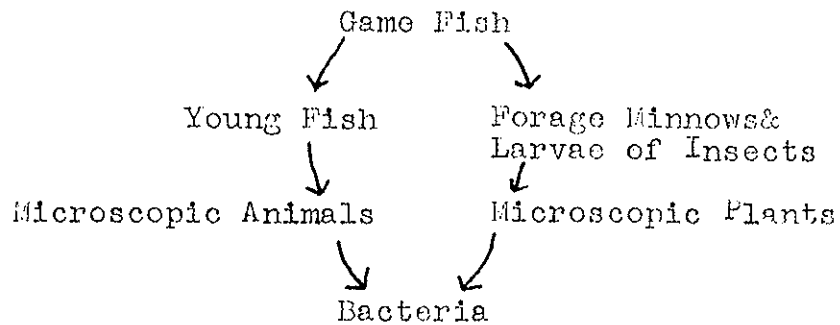 Game Fish
Young Fish
Forage Minnows&
Larvae of Insects
Microscopic Animals
Microscopic Plants
Bacteria